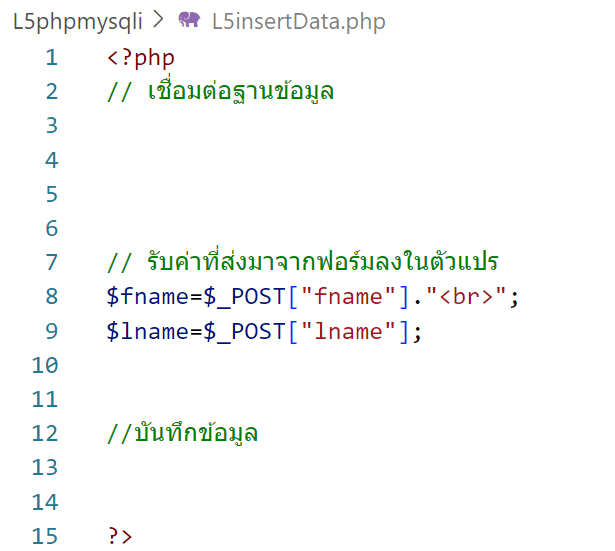 L5phpmysqli > L5insertData.php
1 <?php
2 // เชื่อมต่อฐานข้อมูล
3
4
5
6
7 // รับค่าที่ส่งมาจากฟอร์มลงในตัวแปร
8 $fname=$_POST["fname"]."<br>";
9 $lname=$_POST["lname"];
10
11
12 //บันทึกข้อมูล
13
14
15 ?>